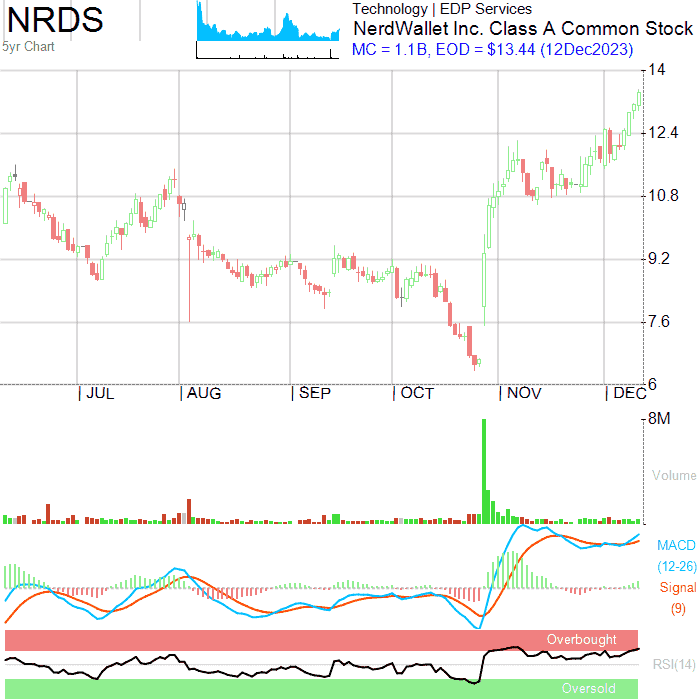 NRDS
5yr Chart
Technology | EDP Services
NerdWallet Inc. Class A Common Stock
MC = 1.1B, EOD = $13.44 (12Dec2023)
14
12.4
10.8
9.2
7.6
6
JUL
AUG
SEP
OCT
NOV
DEC
8M
Volume
MACD
(12-26)
Signal
(9)
Overbought
RSI(14)
Oversold